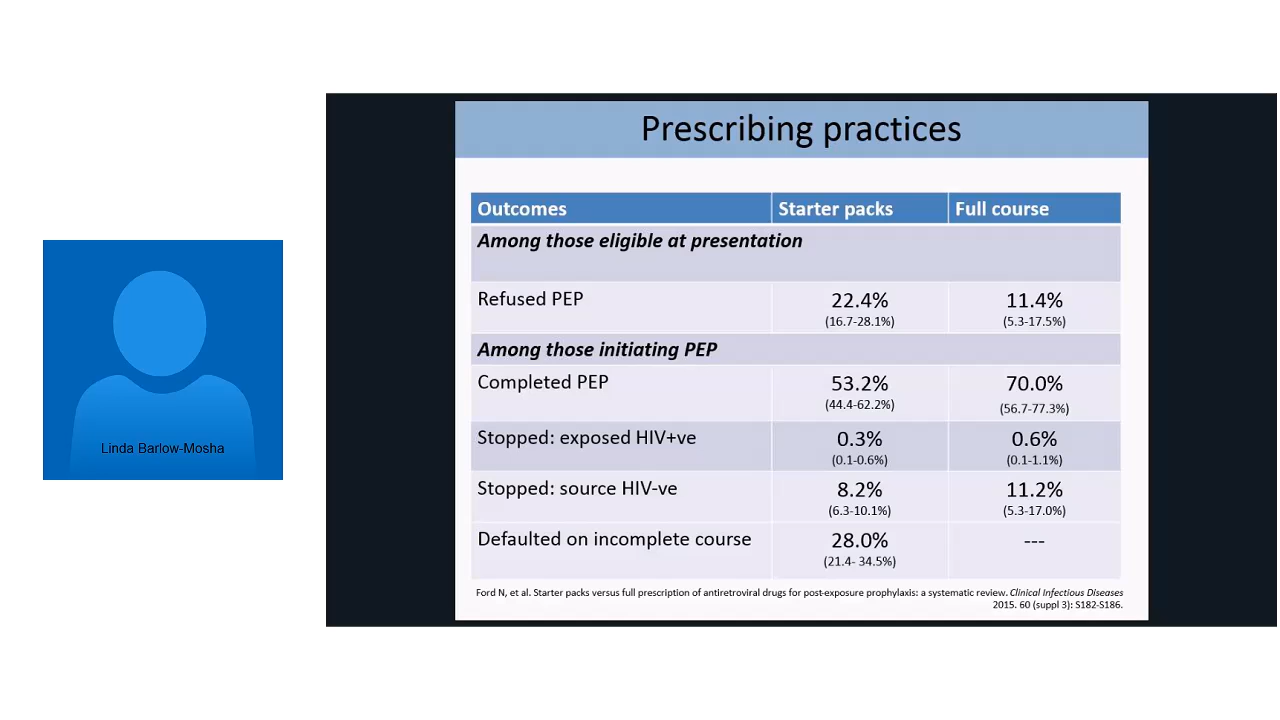 Prescribing practices
Outcomes Starter packs Full course
Among those eligible at presentation
Refused PEP 22.4% 11.4%
(16.7-28.1%) (5.3-17.5%)
Among those initiating PEP
Completed PEP 53.2% 70.0%
(44.4-62.2%) (56.7-77.3%)
Stopped: exposed HIV+ve 0.3% 0.6%
(0.1-0.6%) (0.1-1.1%)
Stopped: source HIV-ve 8.2% 11.2%
(6.3-10.1%) (5.3-17.0%)
Defaulted on incomplete course 28.0% ---
(21.4- 34.5%)
Ford N, et al. Starter packs versus full prescription of antiretroviral drugs for post-exposure prophylaxis: a systematic review. Clinical Infectious Diseases
2015. 60 (suppl 3): S182-S186.
Linda Barlow-Mosha